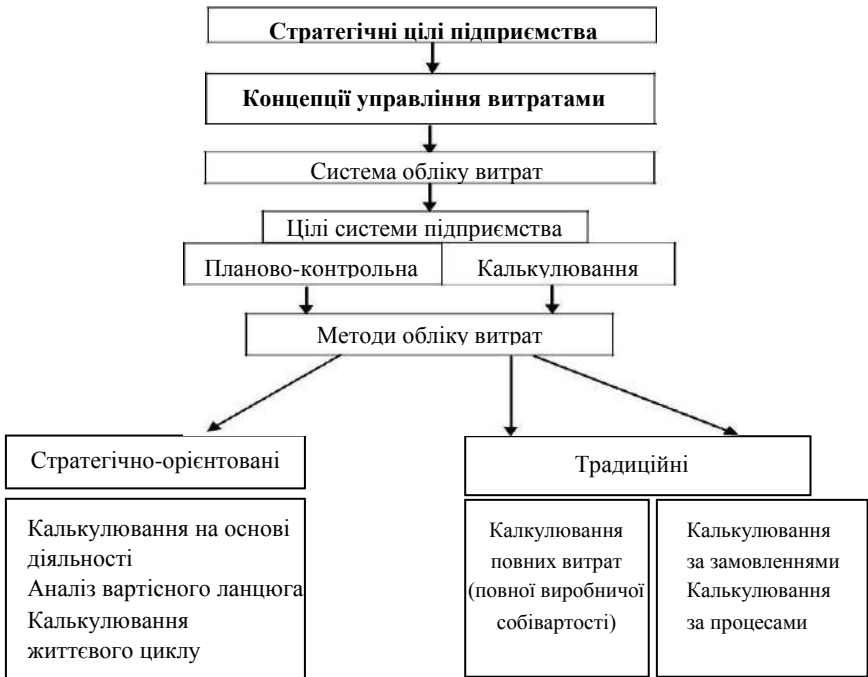 Стратегічні цілі підприємства
Концепції управління витратами
Система обліку витрат
Цілі системи підприємства
Планово-контрольна
Калькулювання
Методи обліку витрат
Стратегічно-орієнтовані
Традиційні
Калькулювання на основі
діяльності
Аналіз вартісного ланцюга
Калькулювання
життєвого циклу
Калкулювання
повних витрат
(повної виробничої
собівартості)
Калькулювання
за замовленнями
Калькулювання
за процесами